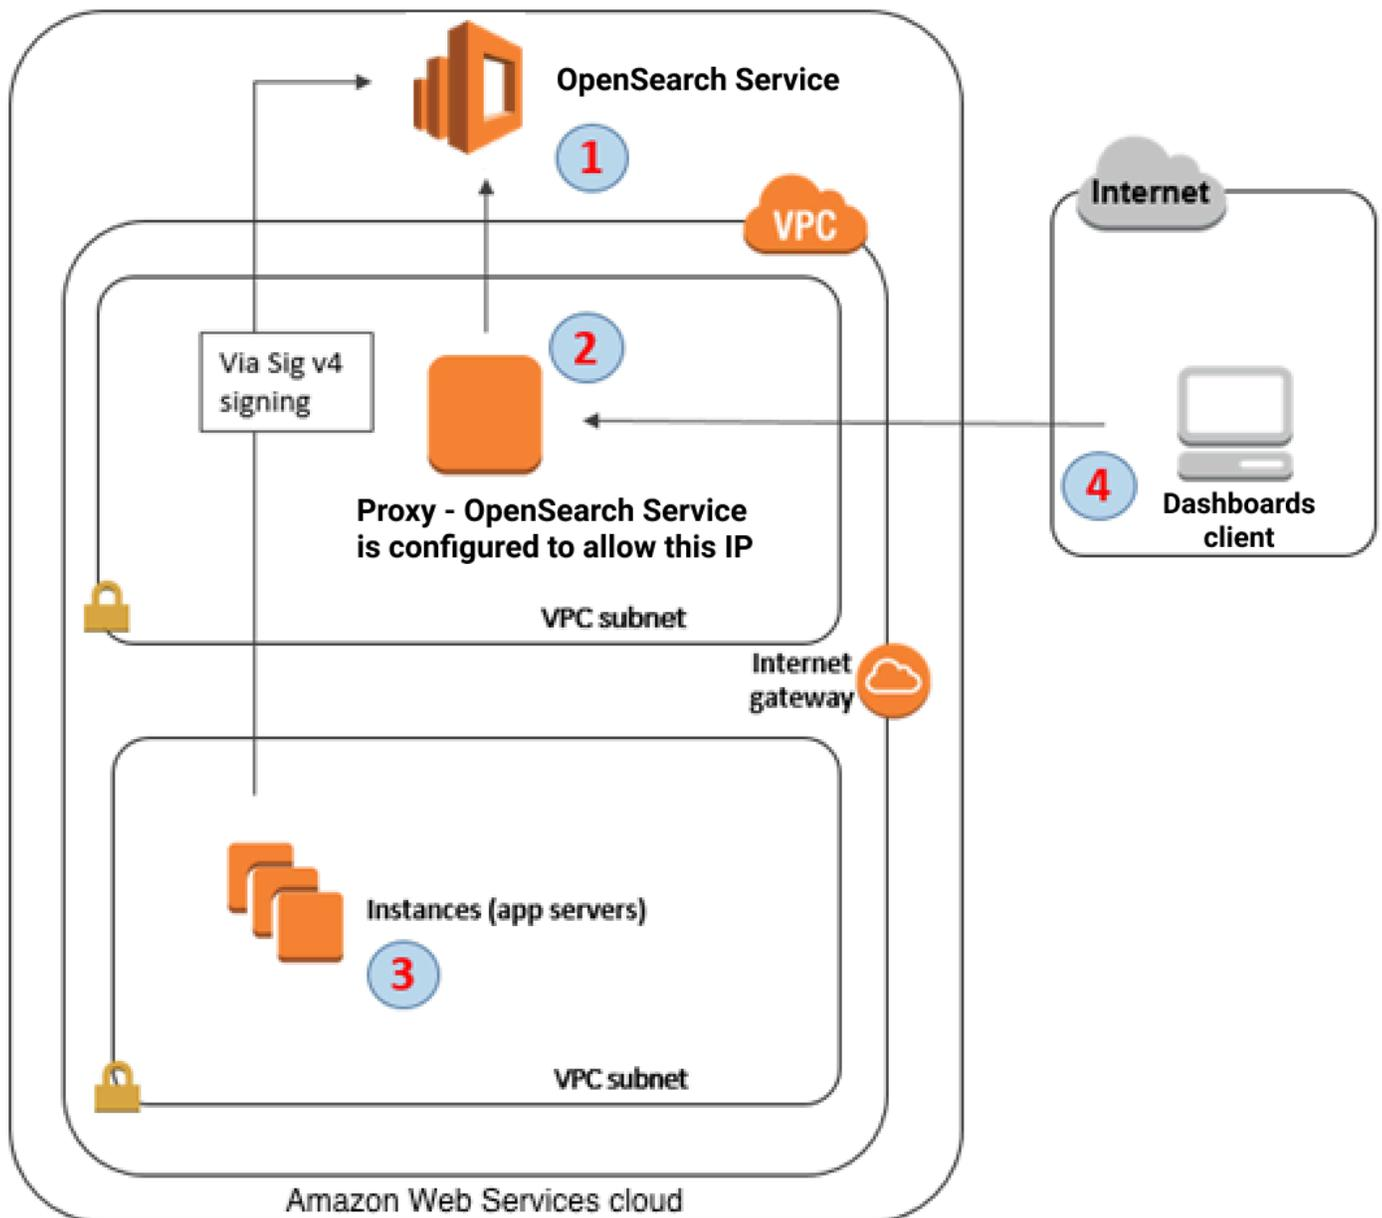 OpenSearch Service
1
VPC
Internet
2
Via Sig v4
signing
4
Dashboards
client
Proxy - OpenSearch Service
is configured to allow this IP
VPC subnet
Internet
gateway
Instances (app servers)
3
VPC subnet
Amazon Web Services cloud